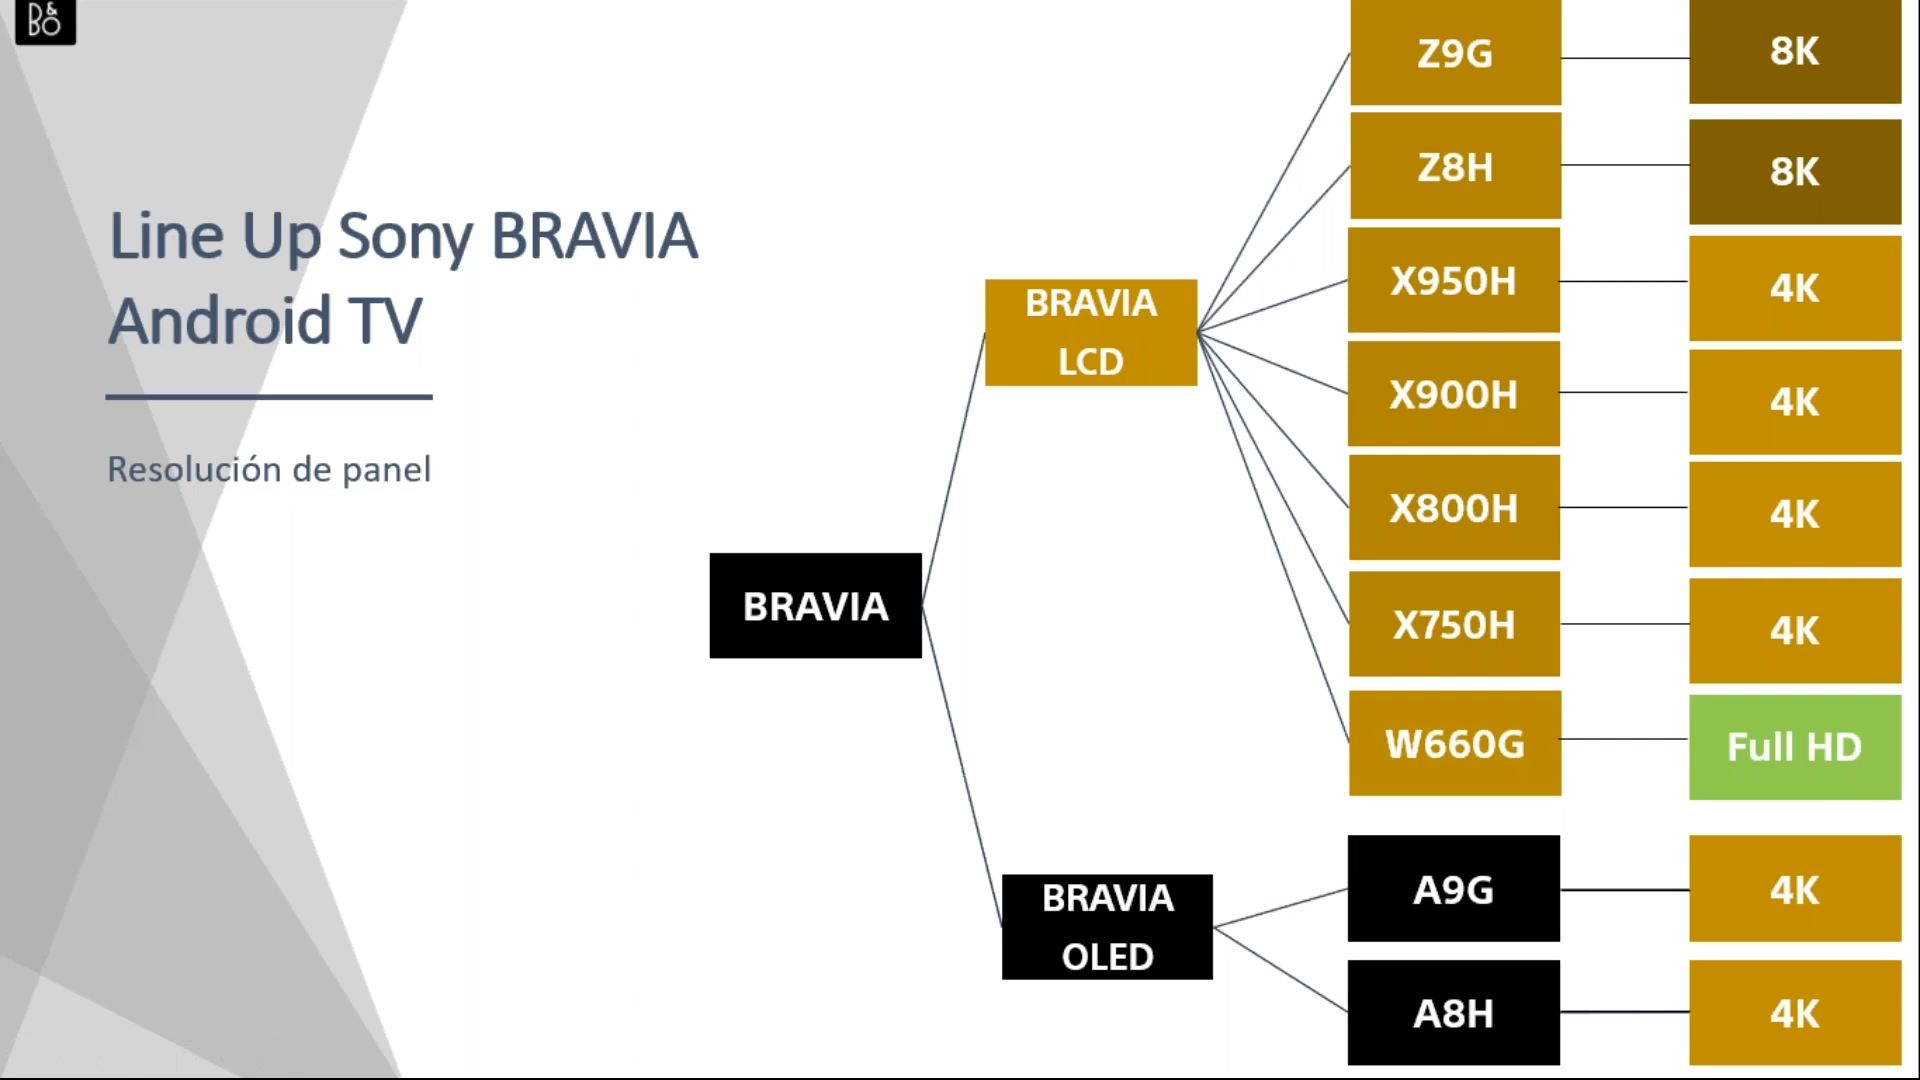 B&O
Line Up Sony BRAVIA
Android TV
Resolución de panel
BRAVIA
BRAVIA
LCD
Z9G
8K
Z8H
8K
X950H
4K
X900H
4K
X800H
4K
X750H
4K
W660G
Full HD
BRAVIA
OLED
A9G
4K
A8H
4K